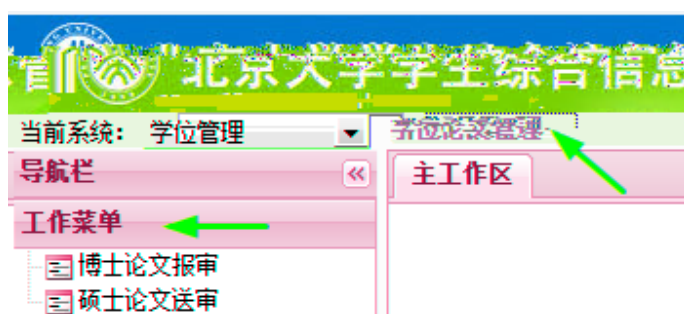 北京大学学生综合信息
当前系统： 学位管理 学位论文管理
导航栏 主工作区
工作菜单
博士论文报审
硕士论文送审